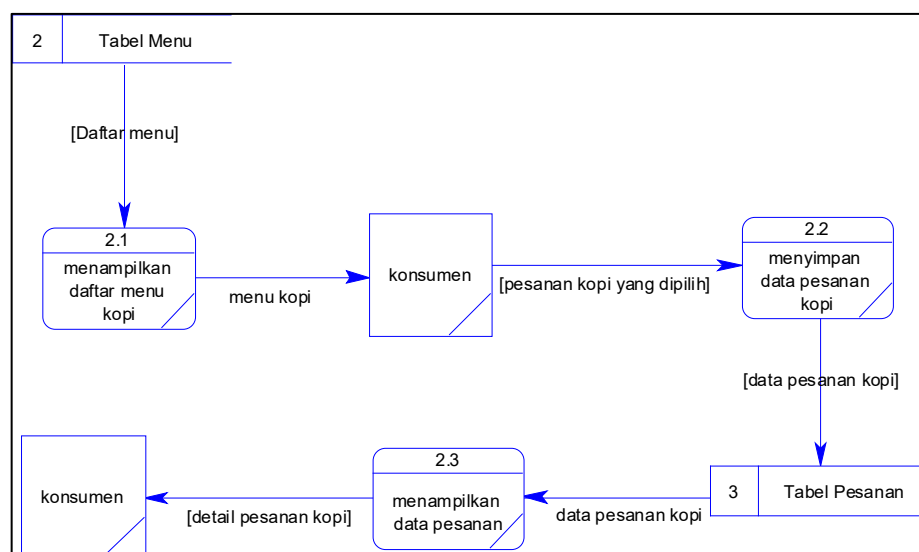 2 Tabel Menu
[Daftar menu]
2.1
menampilkan
daftar menu
kopi
menu kopi
konsumen
[pesanan kopi yang dipilih]
2.2
menyimpan
data pesanan
kopi
[data pesanan kopi]
3 Tabel Pesanan
data pesanan kopi
2.3
menampilkan
data pesanan
[detail pesanan kopi]
konsumen